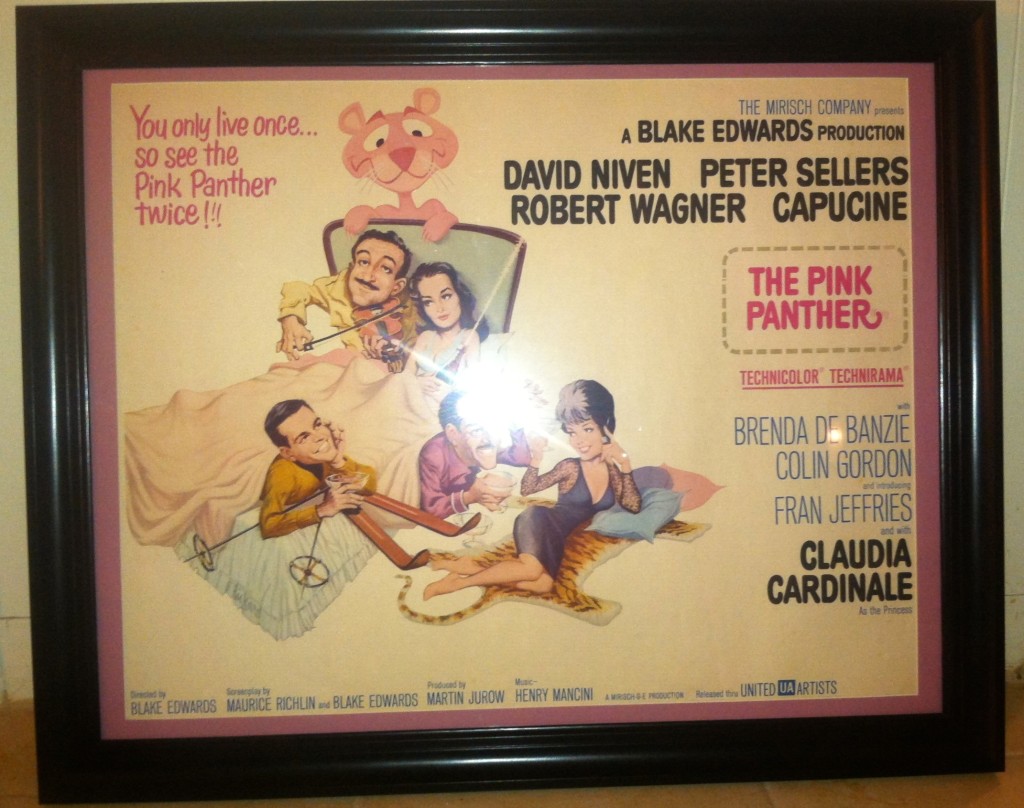 You only live once...
so see the
Pink Panther
twice!!!
THE MIRISCH COMPANY presents
A BLAKE EDWARDS PRODUCTION
DAVID NIVEN PETER SELLERS
ROBERT WAGNER CAPUCINE
THE PINK
PANTHER®
TECHNICOLOR® TECHNIRAMA®
with
BRENDA DE BANZIE
COLIN GORDON
and introducing
FRAN JEFFRIES
and with
CLAUDIA
CARDINALE
As the Princess
Directed by
BLAKE EDWARDS
Screenplay by
MAURICE RICHLIN and BLAKE EDWARDS
Produced by
MARTIN JUROW
Music-
HENRY MANCINI
A MIRISCH-G-E PRODUCTION
Released thru UNITED UA ARTISTS